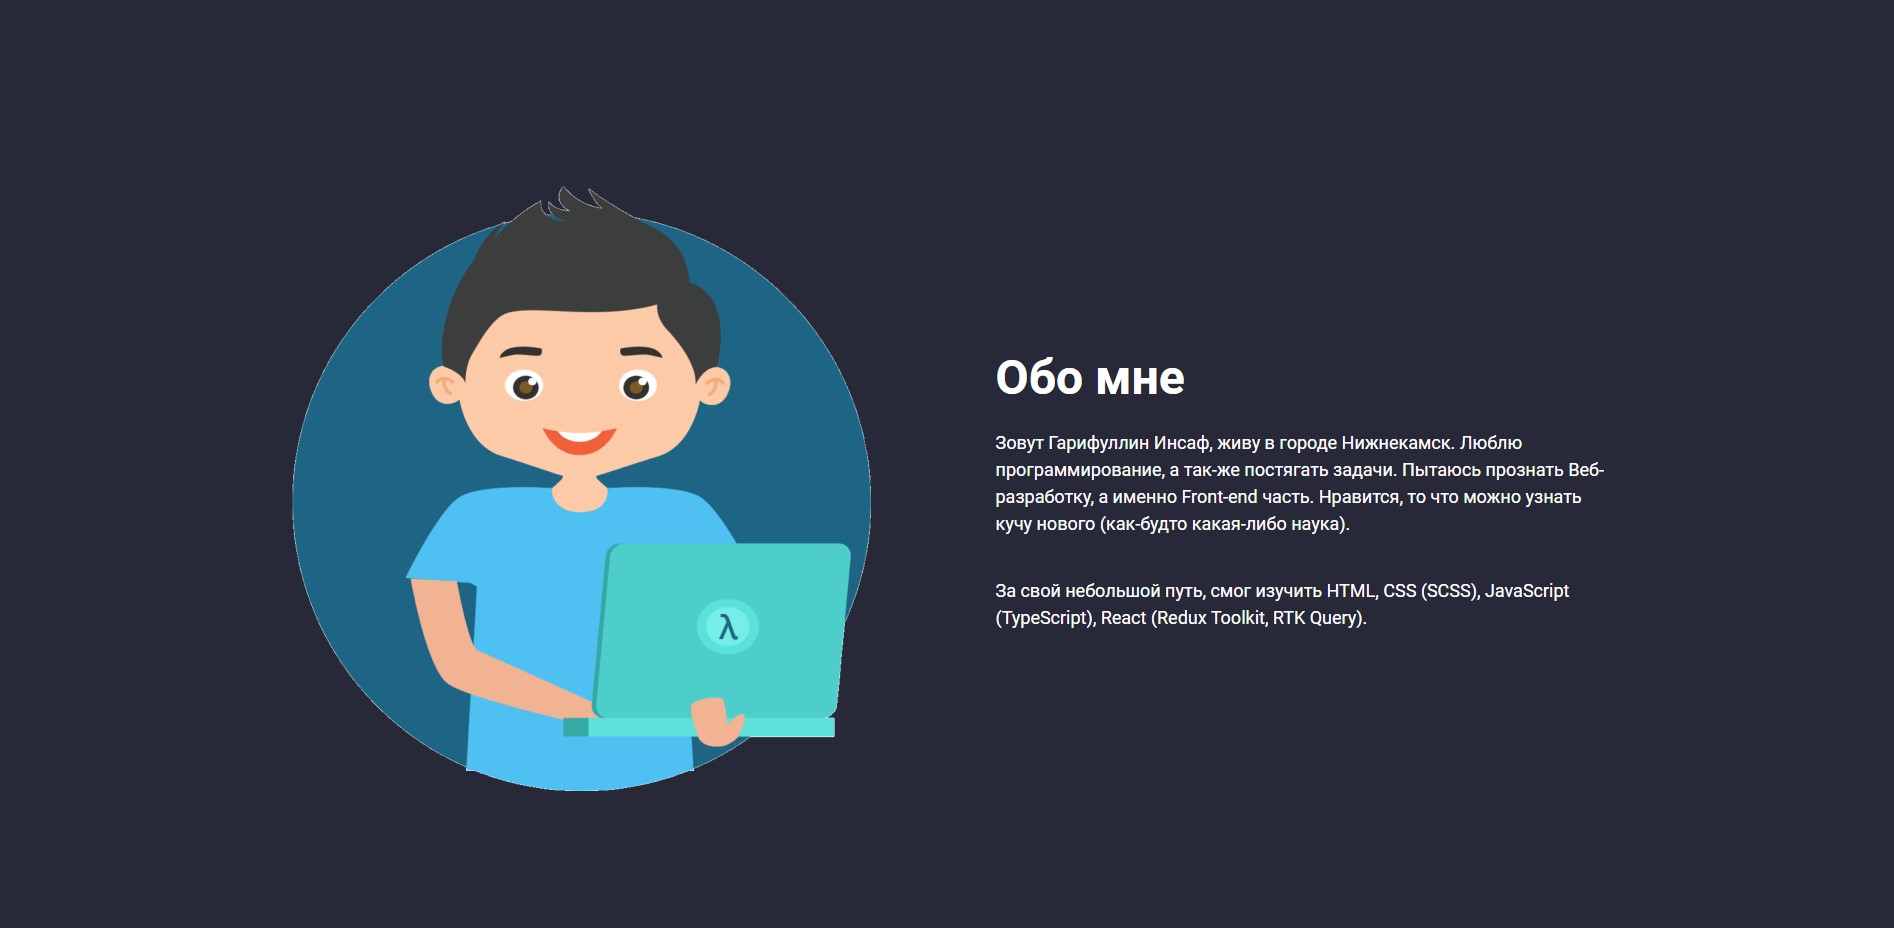 Обо мне
Зовут Гарифуллин Инсаф, живу в городе Нижнекамск. Люблю
программирование, а так-же постягать задачи. Пытаюсь прознать Веб-
разработку, а именно Front-end часть. Нравится, то что можно узнать
кучу нового (как-будто какая-либо наука).
За свой небольшой путь, смог изучить HTML, CSS (SCSS), JavaScript
(TypeScript), React (Redux Toolkit, RTK Query).
λ